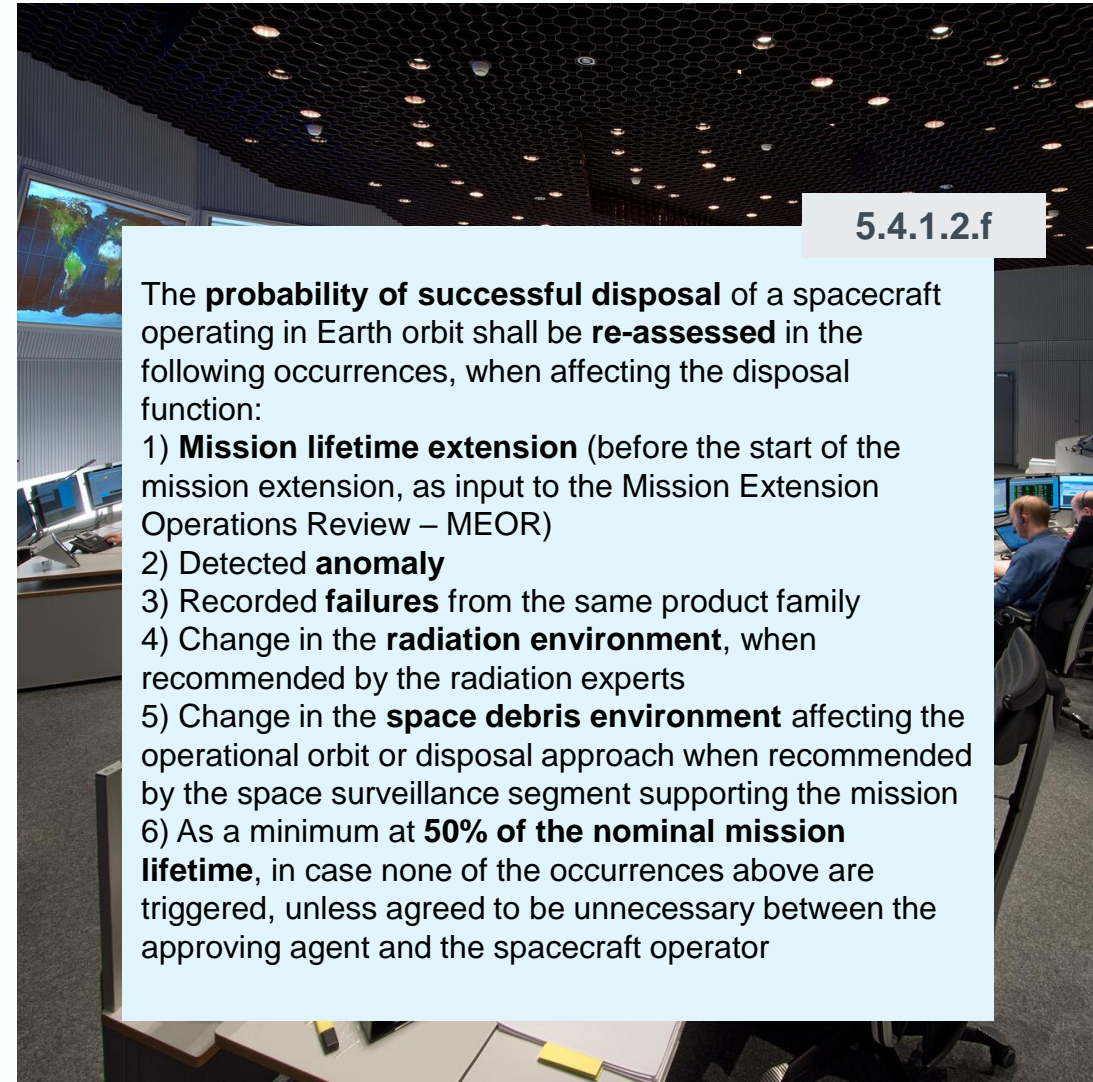 5.4.1.2.f
The probability of successful disposal of a spacecraft
operating in Earth orbit shall be re-assessed in the
following occurrences, when affecting the disposal
function:
1) Mission lifetime extension (before the start of the
mission extension, as input to the Mission Extension
Operations Review – MEOR)
2) Detected anomaly
3) Recorded failures from the same product family
4) Change in the radiation environment, when
recommended by the radiation experts
5) Change in the space debris environment affecting the
operational orbit or disposal approach when recommended
by the space surveillance segment supporting the mission
6) As a minimum at 50% of the nominal mission
lifetime, in case none of the occurrences above are
triggered, unless agreed to be unnecessary between the
approving agent and the spacecraft operator